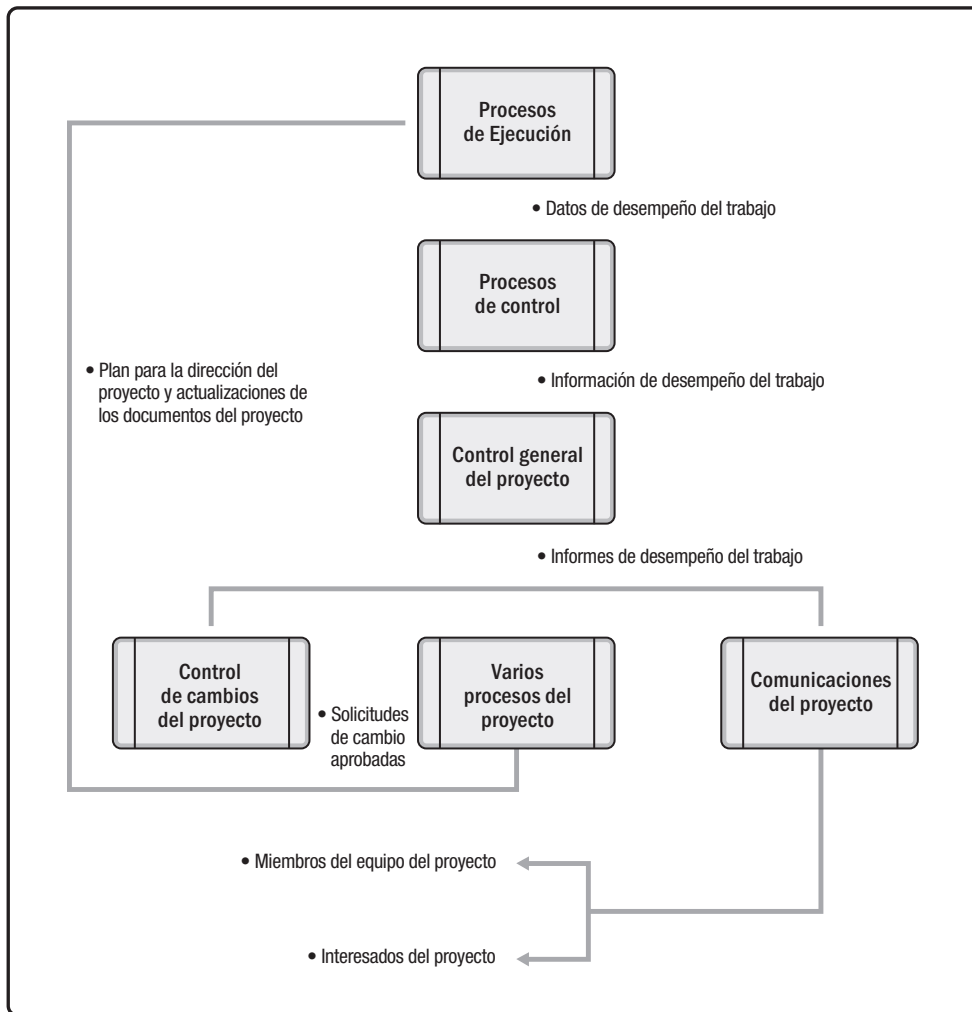 Procesos
de Ejecución
• Datos de desempeño del trabajo
Procesos
de control
• Plan para la dirección del
proyecto y actualizaciones de
los documentos del proyecto
• Información de desempeño del trabajo
Control general
del proyecto
• Informes de desempeño del trabajo
Control
de cambios
del proyecto
• Solicitudes
de cambio
aprobadas
Varios
procesos del
proyecto
Comunicaciones
del proyecto
• Miembros del equipo del proyecto
• Interesados del proyecto